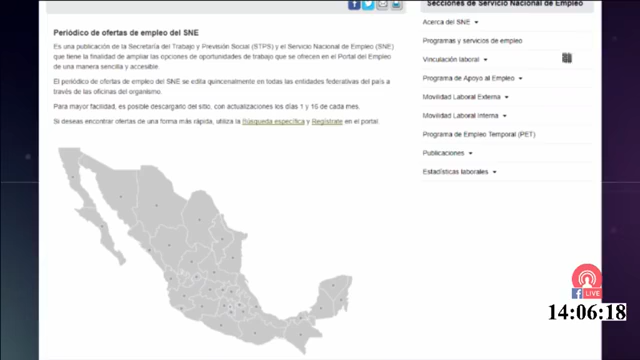 Secciones de Servicio Nacional de Empleo
Periódico de ofertas de empleo del SNE
Es una publicación de la Secretaría del Trabajo y Previsión Social (STPS) y el Servicio Nacional de Empleo (SNE)
que tiene la finalidad de ampliar las opciones de oportunidades de trabajo que se ofrecen en el Portal del Empleo
de una manera sencilla y accesible.
El periódico de ofertas de empleo del SNE se edita quincenalmente en todas las entidades federativas del país a
través de las oficinas del organismo.
Para mayor facilidad, es posible descargarlo del sitio, con actualizaciones los días 1 y 16 de cada mes.
Si deseas encontrar ofertas de una forma más rápida, utiliza la Búsqueda específica y Regístrate en el portal.
Acerca del SNE
Programas y servicios de empleo
Vinculación laboral
Programa de Apoyo al Empleo
Movilidad Laboral Externa
Movilidad Laboral Interna
Programa de Empleo Temporal (PET)
Publicaciones
Estadísticas laborales
LIVE
14:06:18